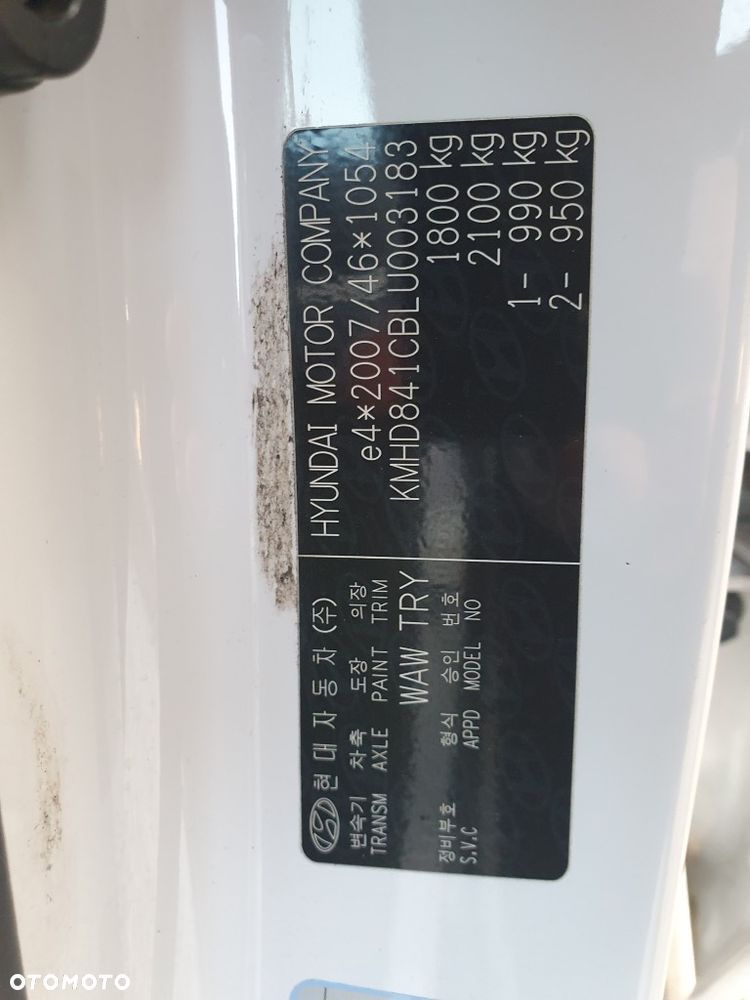 현대자동차(주)
변속기 차축 도장 의장
TRANSM AXLE PAINT TRIM
WAW TRY
정비부호 형식 승인 번호
S.V.C APPD MODEL NO
HYUNDAI MOTOR COMPANY
e4*2007/46*1054
KMHD841CBLU003183
1800 kg
2100 kg
1- 990 kg
2- 950 kg
OTOMOTO